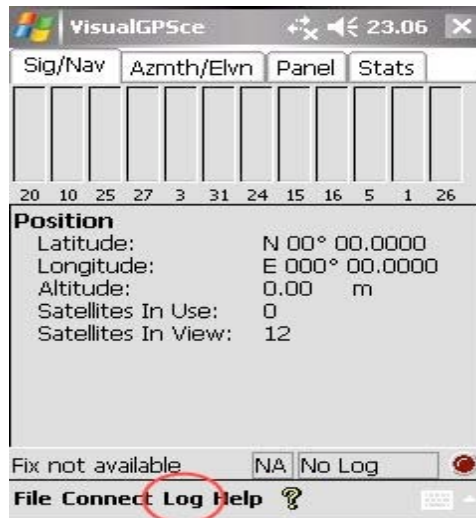 VisualGPSce 23.06
Sig/Nav Azmth/Elvn Panel Stats
20 10 25 27 3 31 24 15 16 5 1 26
Position
Latitude: N 00° 00.0000
Longitude: E 000° 00.0000
Altitude: 0.00 m
Satellites In Use: 0
Satellites In View: 12
Fix not available NA No Log
File Connect Log Help ?